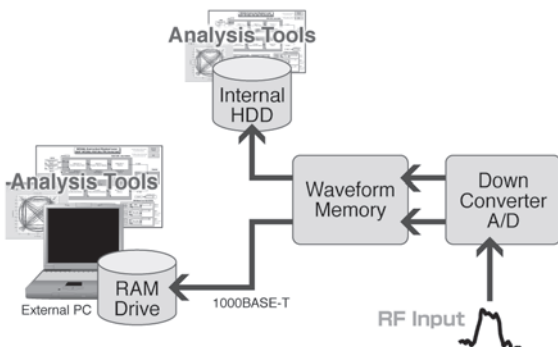 Analysis Tools
Internal
HDD
-Analysis Tools
Waveform
Memory
Down
Converter
A/D
RAM
Drive
External PC
1000BASE-T
RF Input